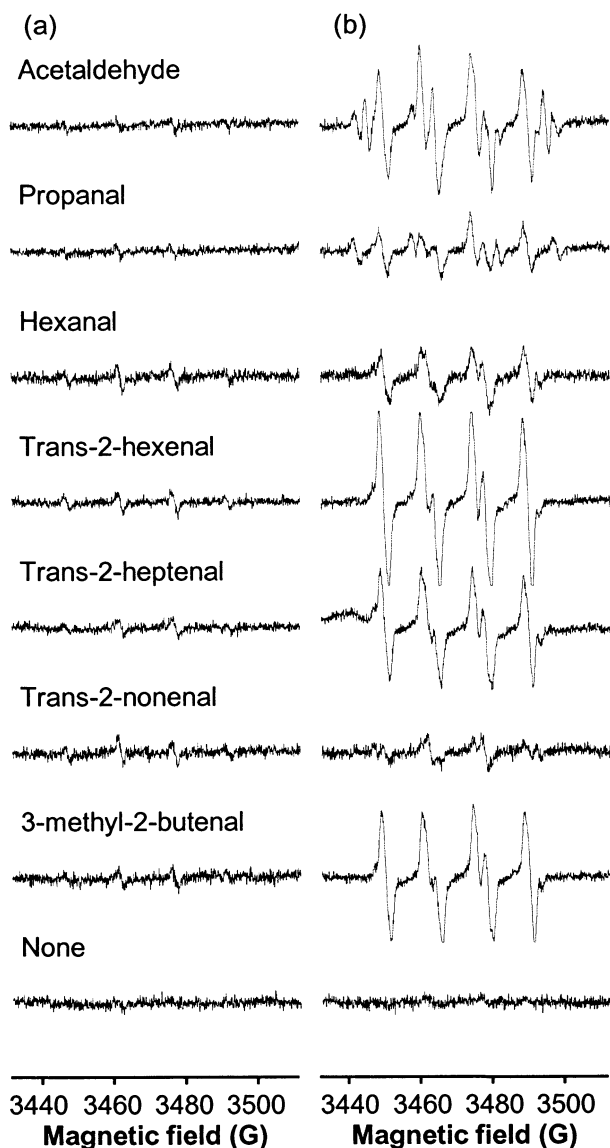 (a) (b)
Acetaldehyde
Propanal
Hexanal
Trans-2-hexenal
Trans-2-heptenal
Trans-2-nonenal
3-methyl-2-butenal
None
3440 3460 3480 3500 3440 3460 3480 3500
Magnetic field (G) Magnetic field (G)